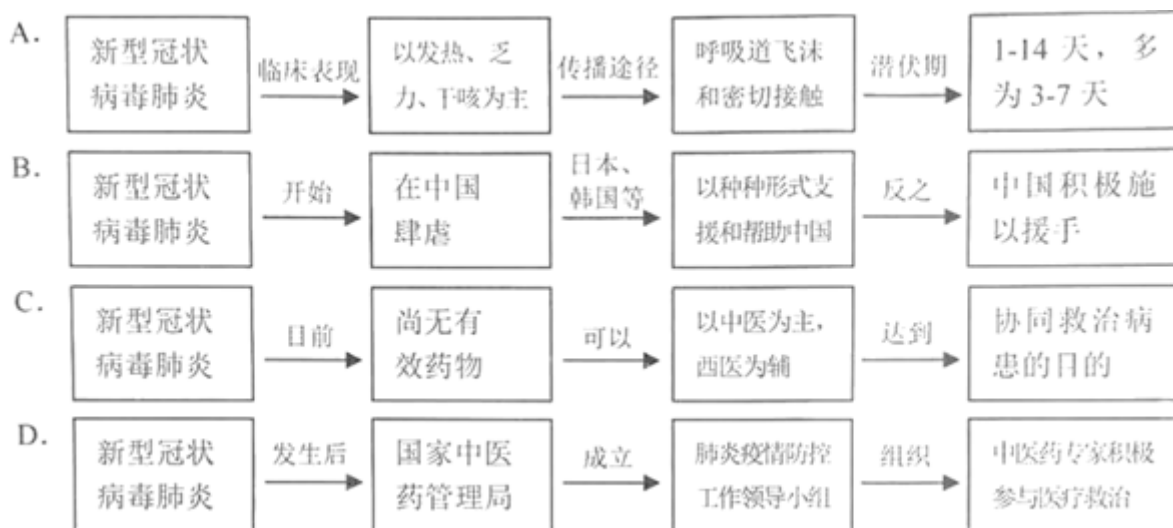 A.
新型冠状
病毒肺炎
临床表现
以发热、乏
力、干咳为主
传播途径
呼吸道飞沫
和密切接触
潜伏期
1-14 天，多
为 3-7 天
B.
新型冠状
病毒肺炎
开始
在中国
肆虐
日本、
韩国等
以种种形式支
援和帮助中国
反之
中国积极施
以援手
C.
新型冠状
病毒肺炎
目前
尚无有
效药物
可以
以中医为主，
西医为辅
达到
协同救治病
患的目的
D.
新型冠状
病毒肺炎
发生后
国家中医
药管理局
成立
肺炎疫情防控
工作领导小组
组织
中医药专家积极
参与医疗救治